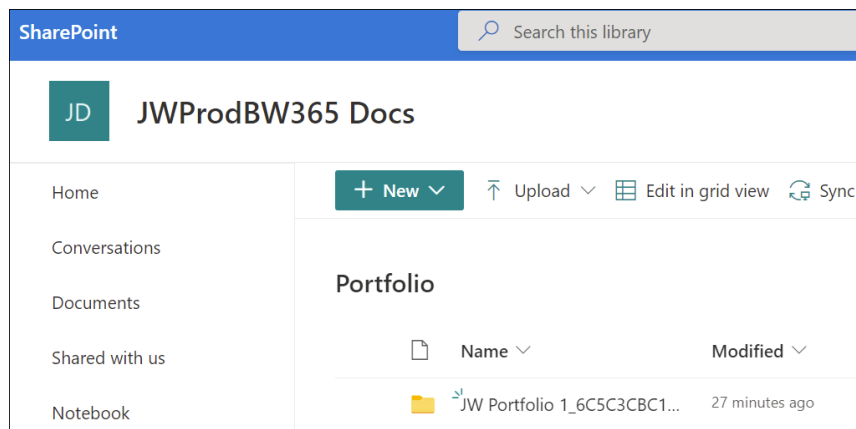 SharePoint
Search this library
JD
JWProdBW365 Docs
Home
Conversations
Documents
Shared with us
Notebook
New
Upload
Edit in grid view
Sync
Portfolio
Name
Modified
JW Portfolio 1_6C5C3CBC1...
27 minutes ago